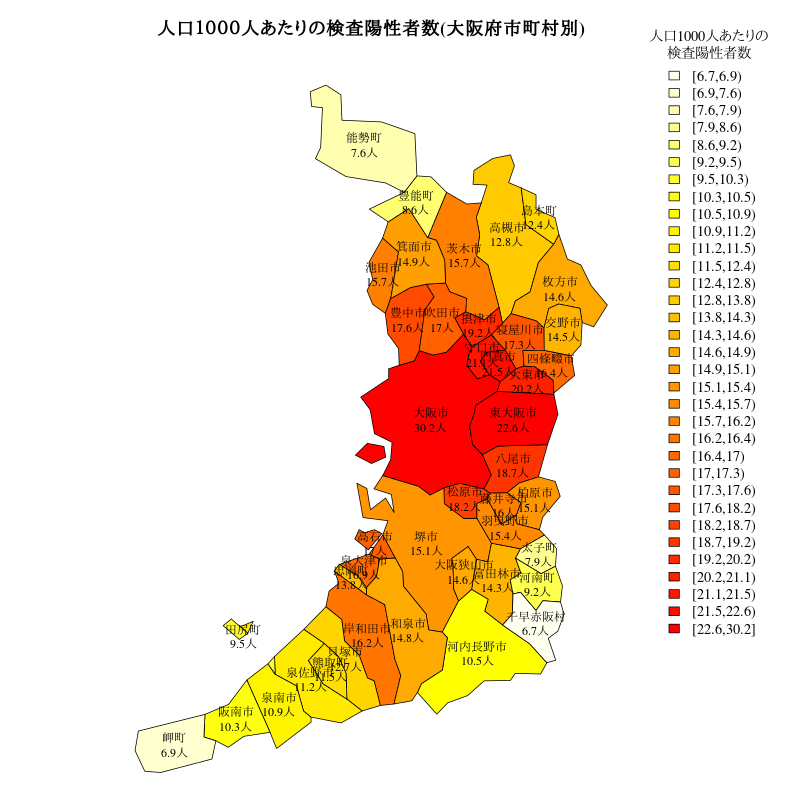 人口1000人あたりの検査陽性者数(大阪府市町村別)
人口1000人あたりの
検査陽性者数
[6.7,6.9)
[6.9,7.6)
[7.6,7.9)
[7.9,8.6)
[8.6,9.2)
[9.2,9.5)
[9.5,10.3)
[10.3,10.5)
[10.5,10.9)
[10.9,11.2)
[11.2,11.5)
[11.5,12.4)
[12.4,12.8)
[12.8,13.8)
[13.8,14.3)
[14.3,14.6)
[14.6,14.9)
[14.9,15.1)
[15.1,15.4)
[15.4,15.7)
[15.7,16.2)
[16.2,16.4)
[16.4,17)
[17,17.3)
[17.3,17.6)
[17.6,18.2)
[18.2,18.7)
[18.7,19.2)
[19.2,20.2)
[20.2,21.1)
[21.1,21.5)
[21.5,22.6)
[22.6,30.2]
能勢町
7.6人
豊能町
8.6人
島本町
12.4人
高槻市
12.8人
箕面市
14.9人
茨木市
15.7人
池田市
15.7人
枚方市
14.6人
豊中市
17.6人
吹田市
17人
摂津市
19.2人
寝屋川市
17.3人
交野市
14.5人
守口市
21.1人
門真市
21.5人
四條畷市
16.4人
大東市
20.2人
大阪市
30.2人
東大阪市
22.6人
八尾市
18.7人
松原市
18.2人
藤井寺市
16人
柏原市
15.1人
羽曳野市
15.4人
高石市
堺市
15.1人
太子町
7.9人
泉大津市
16.9人
忠岡町
13.8人
大阪狭山市
14.6人
富田林市
14.3人
河南町
9.2人
千早赤阪村
6.7人
田尻町
9.5人
岸和田市
16.2人
和泉市
14.8人
河内長野市
10.5人
貝塚市
12.7人
熊取町
11.5人
泉佐野市
11.2人
泉南市
10.9人
阪南市
10.3人
岬町
6.9人